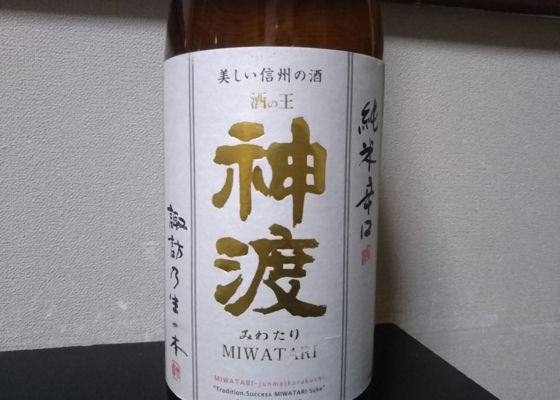 美しい信州の酒
酒の王
神渡
みわたり
MIWATARI
純米辛口
諏訪乃生一本
MIWATARI-junmaikarakuchi
"Tradition.Success MIWATARI Sake"